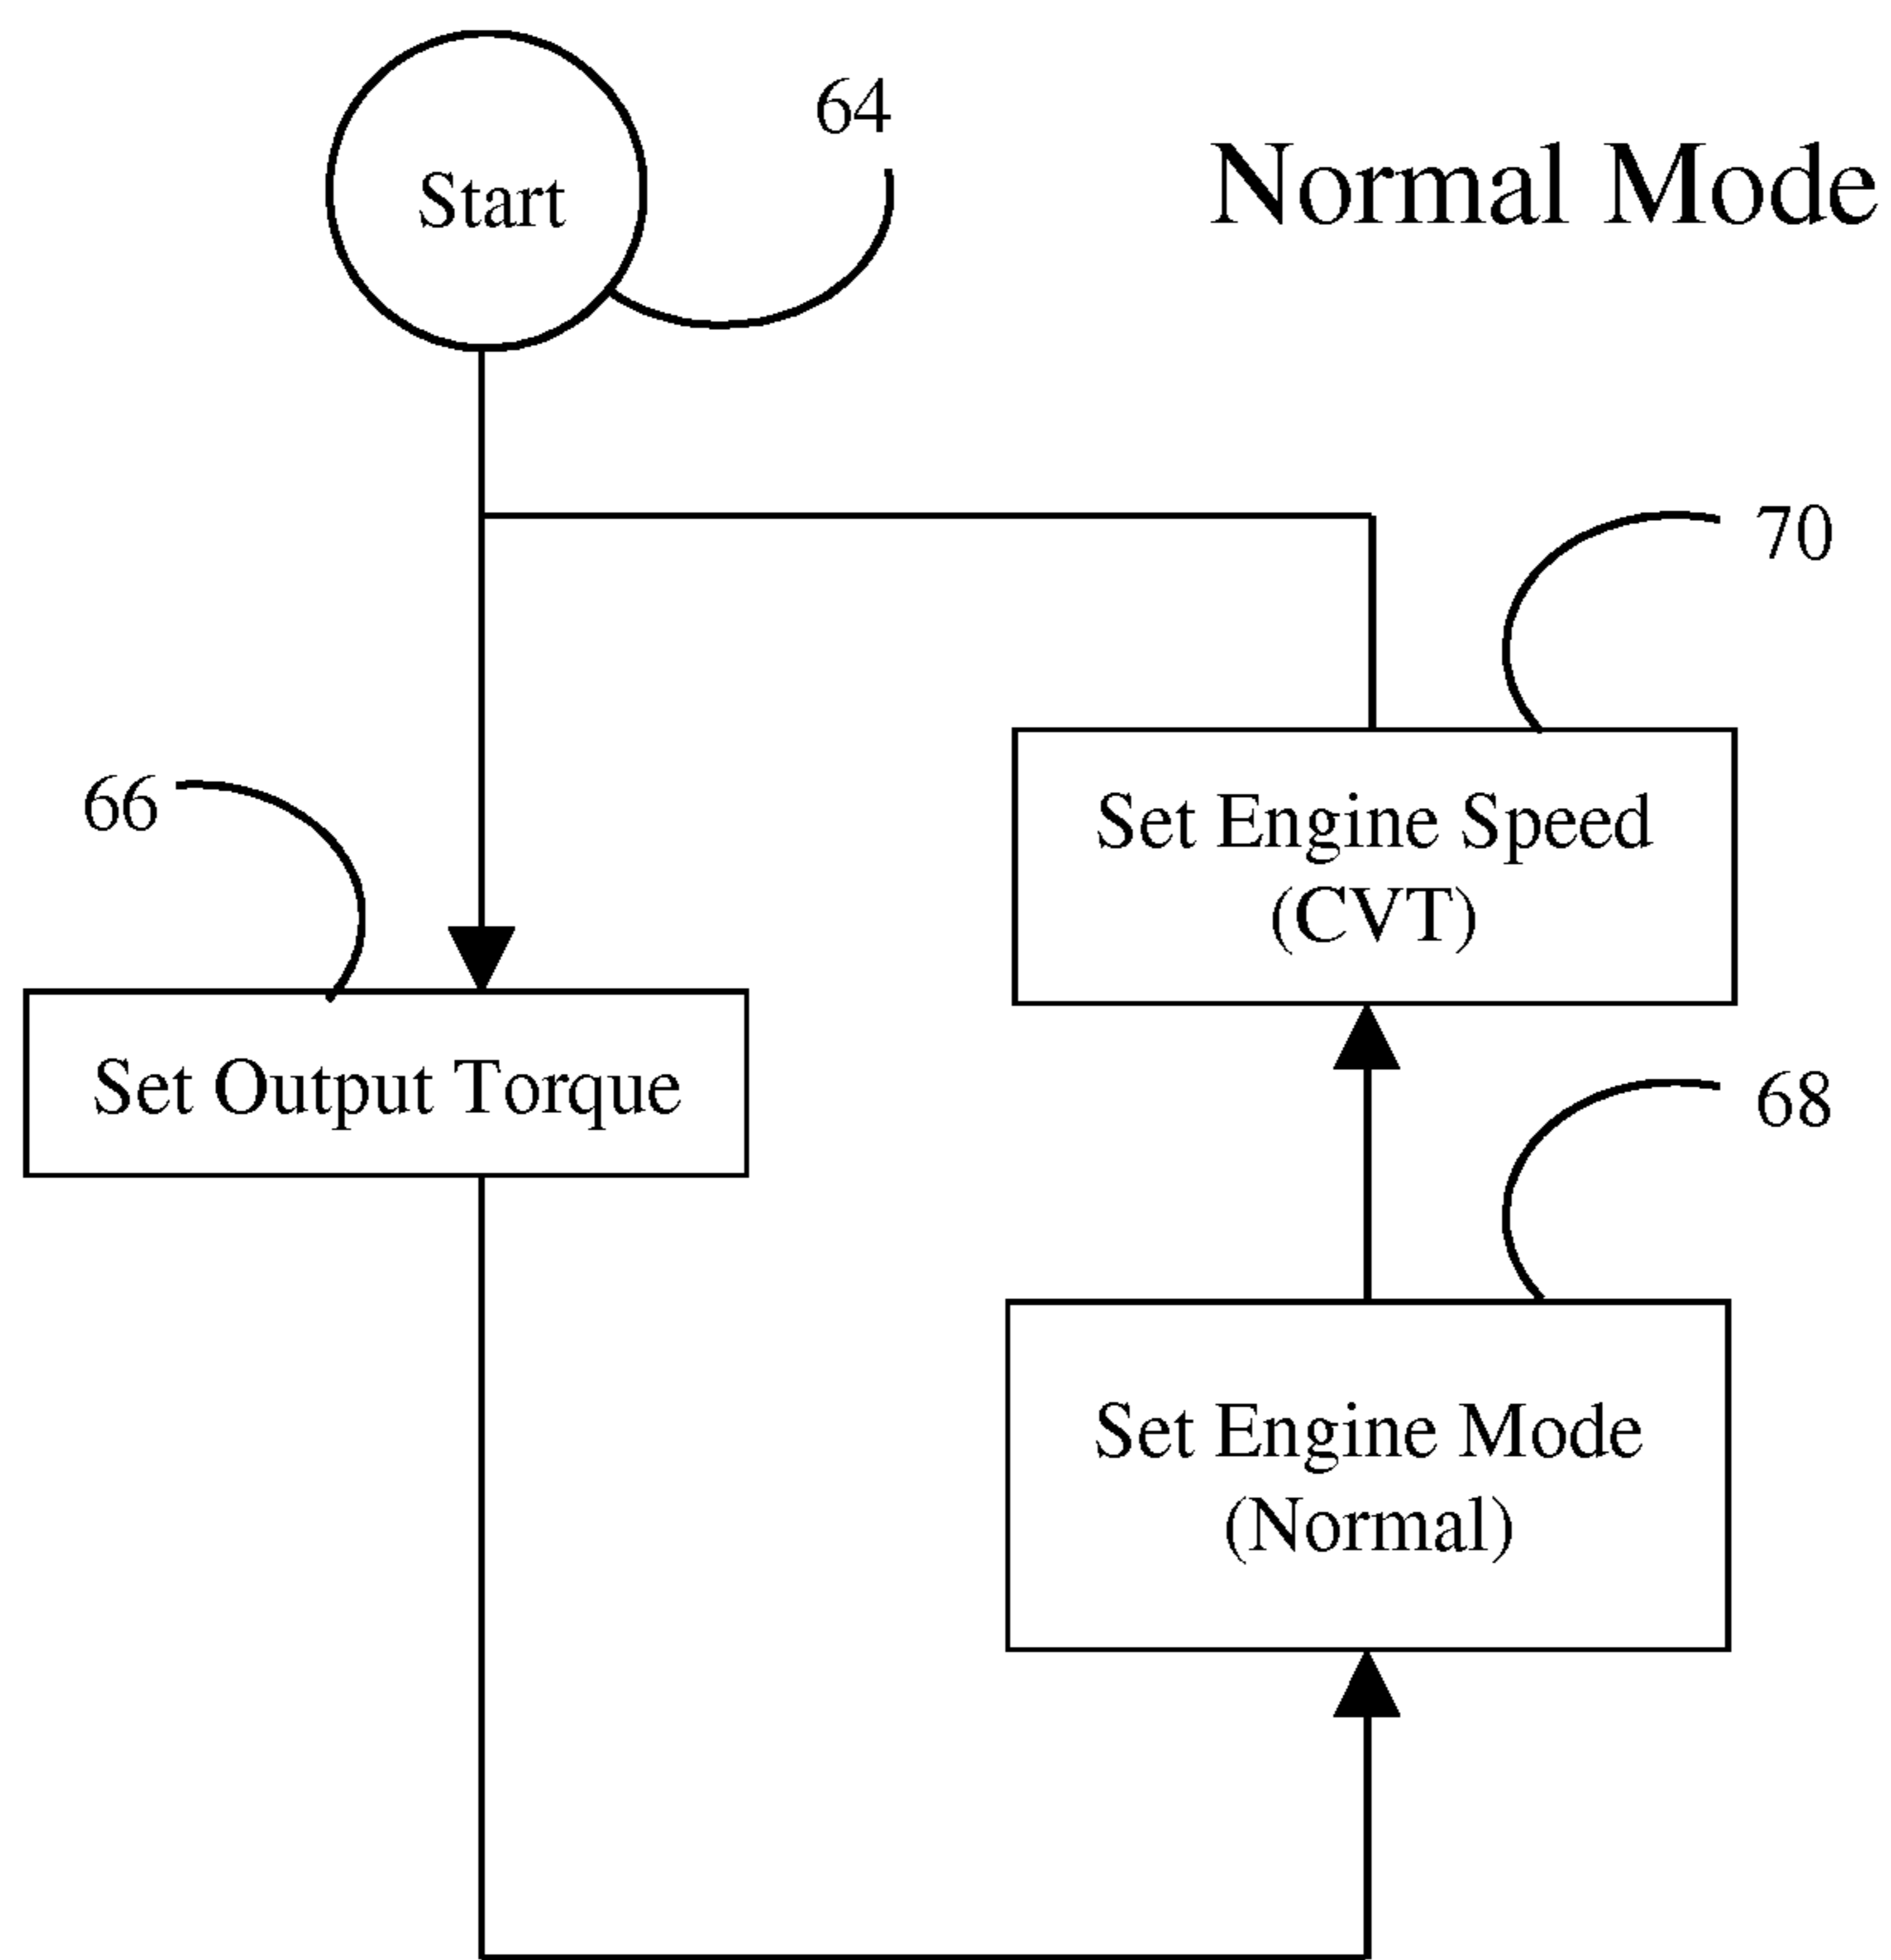 64
Normal Mode
Start
70
66
Set Engine Speed
(CVT)
Set Output Torque
68
Set Engine Mode
(Normal)